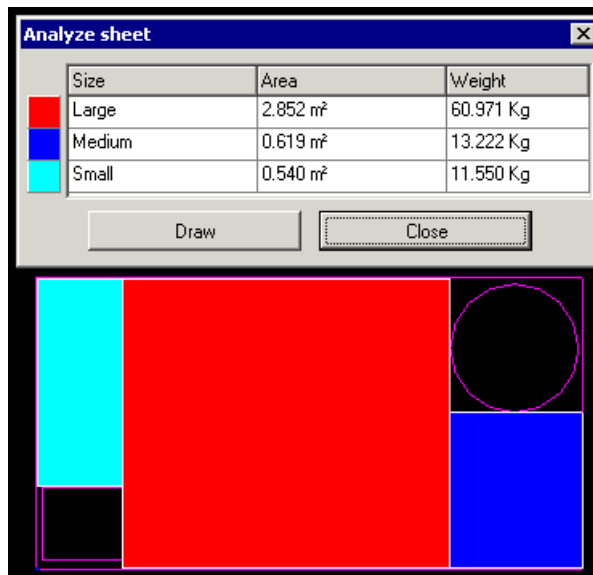 Analyze sheet
Size Area Weight
Large 2.852 m² 60.971 Kg
Medium 0.619 m² 13.222 Kg
Small 0.540 m² 11.550 Kg
Draw Close